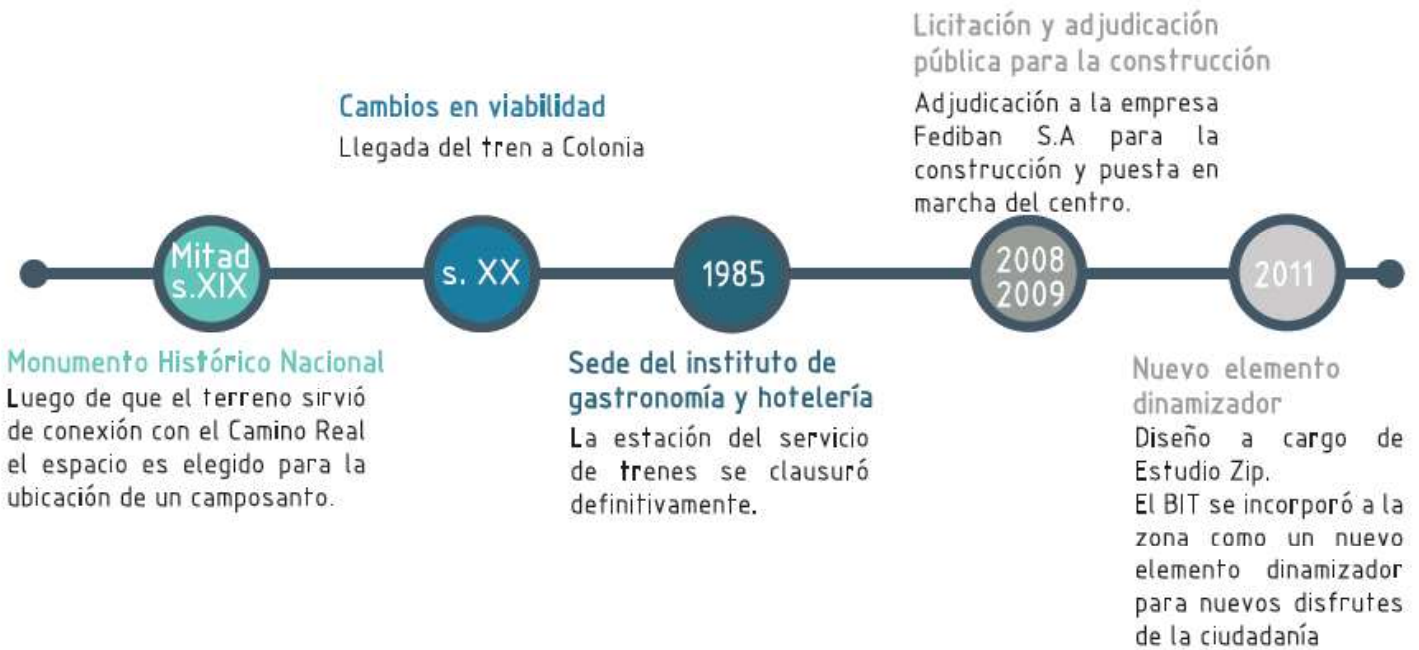 Mitad
s.XIX
Monumento Histórico Nacional
Luego de que el terreno sirvió
de conexión con el Camino Real
el espacio es elegido para la
ubicación de un camposanto.
Cambios en viabilidad
Llegada del tren a Colonia
s. XX
1985
Sede del instituto de
gastronomía y hotelería
La estación del servicio
de trenes se clausuró
definitivamente.
Licitación y adjudicación
pública para la construcción
Adjudicación a la empresa
Fediban S.A para la
construcción y puesta en
marcha del centro.
2008
2009
2011
Nuevo elemento
dinamizador
Diseño a cargo de
Estudio Zip.
El BIT se incorporó a la
zona como un nuevo
elemento dinamizador
para nuevos disfrutes
de la ciudadanía